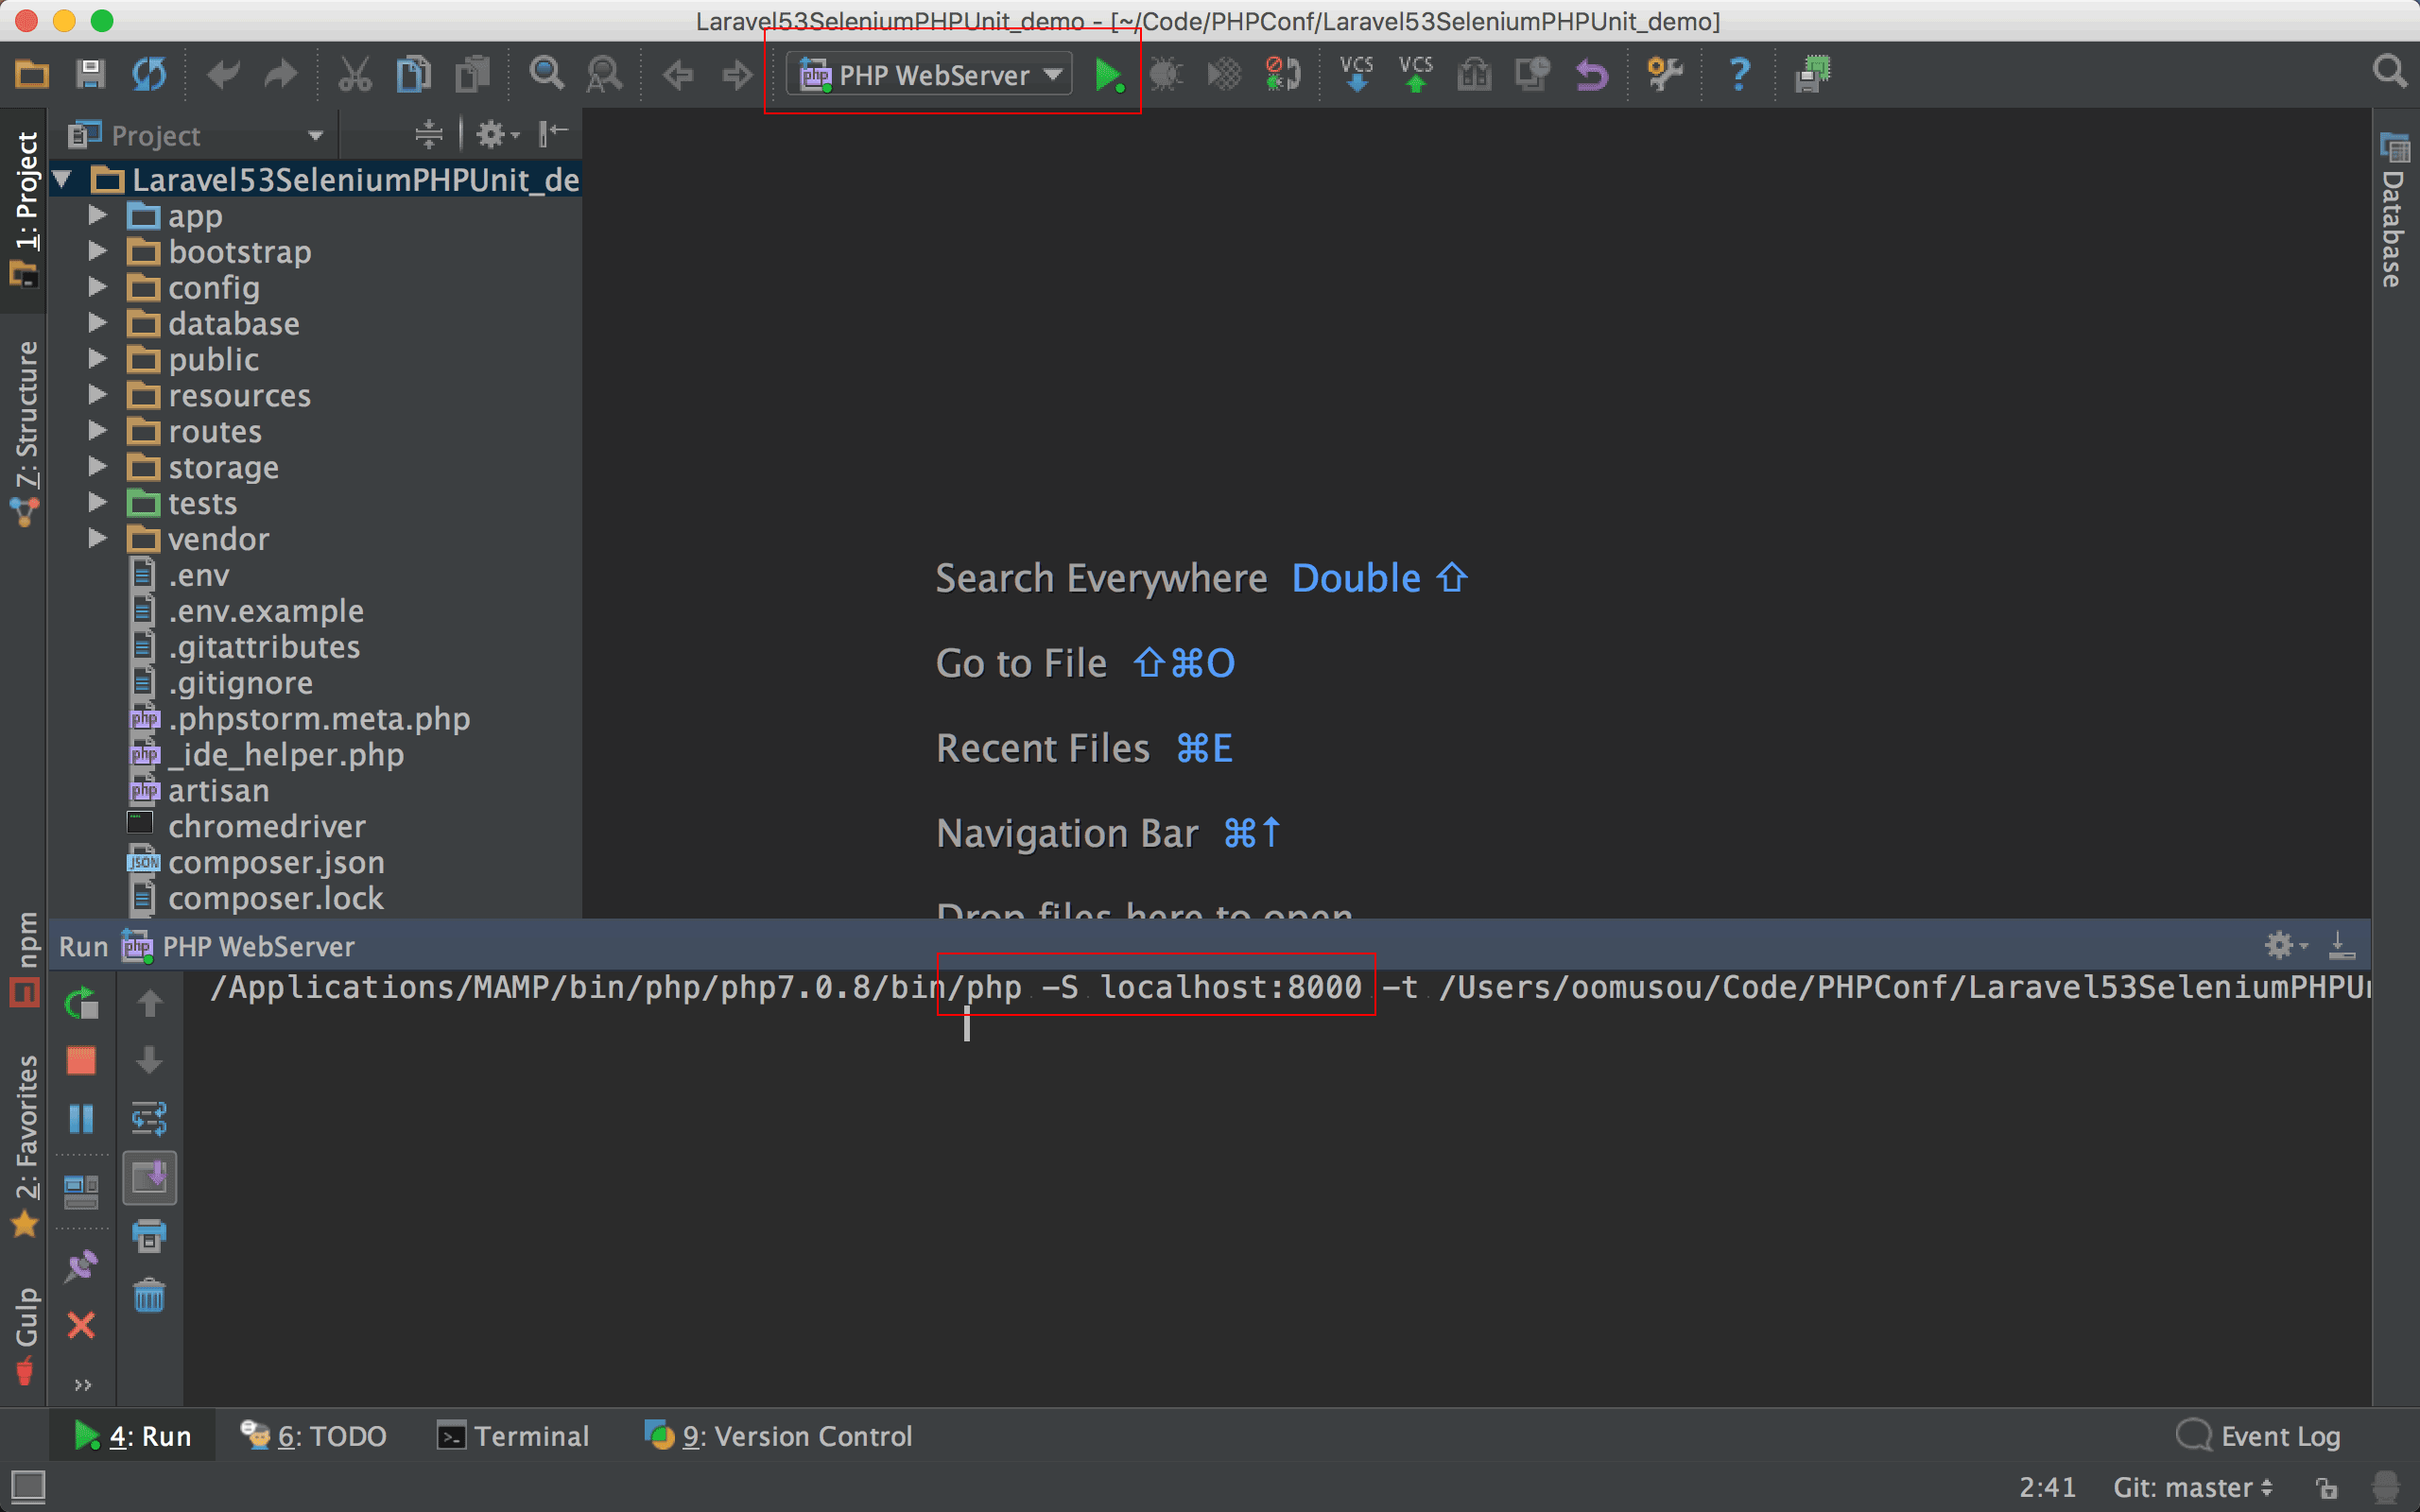 Laravel53SeleniumPHPUnit_demo - [~/Code/PHPConf/Laravel53SeleniumPHPUnit_demo]
PHP WebServer
VCS
VCS
?
1: Project
7: Structure
npm
2: Favorites
Gulp
Project
Laravel53SeleniumPHPUnit_de
app
bootstrap
config
database
public
resources
routes
storage
tests
vendor
.env
.env.example
.gitattributes
.gitignore
.phpstorm.meta.php
_ide_helper.php
artisan
chromedriver
composer.json
composer.lock
Search Everywhere Double ⇧
Go to File ⇧⌘O
Recent Files ⌘E
Navigation Bar ⌘↑
Drop files here to open
Database
Run PHP WebServer
/Applications/MAMP/bin/php/php7.0.8/bin/php -S localhost:8000 -t /Users/oomusou/Code/PHPConf/Laravel53SeleniumPHPU
4: Run
6: TODO
Terminal
9: Version Control
Event Log
2:41
Git: master